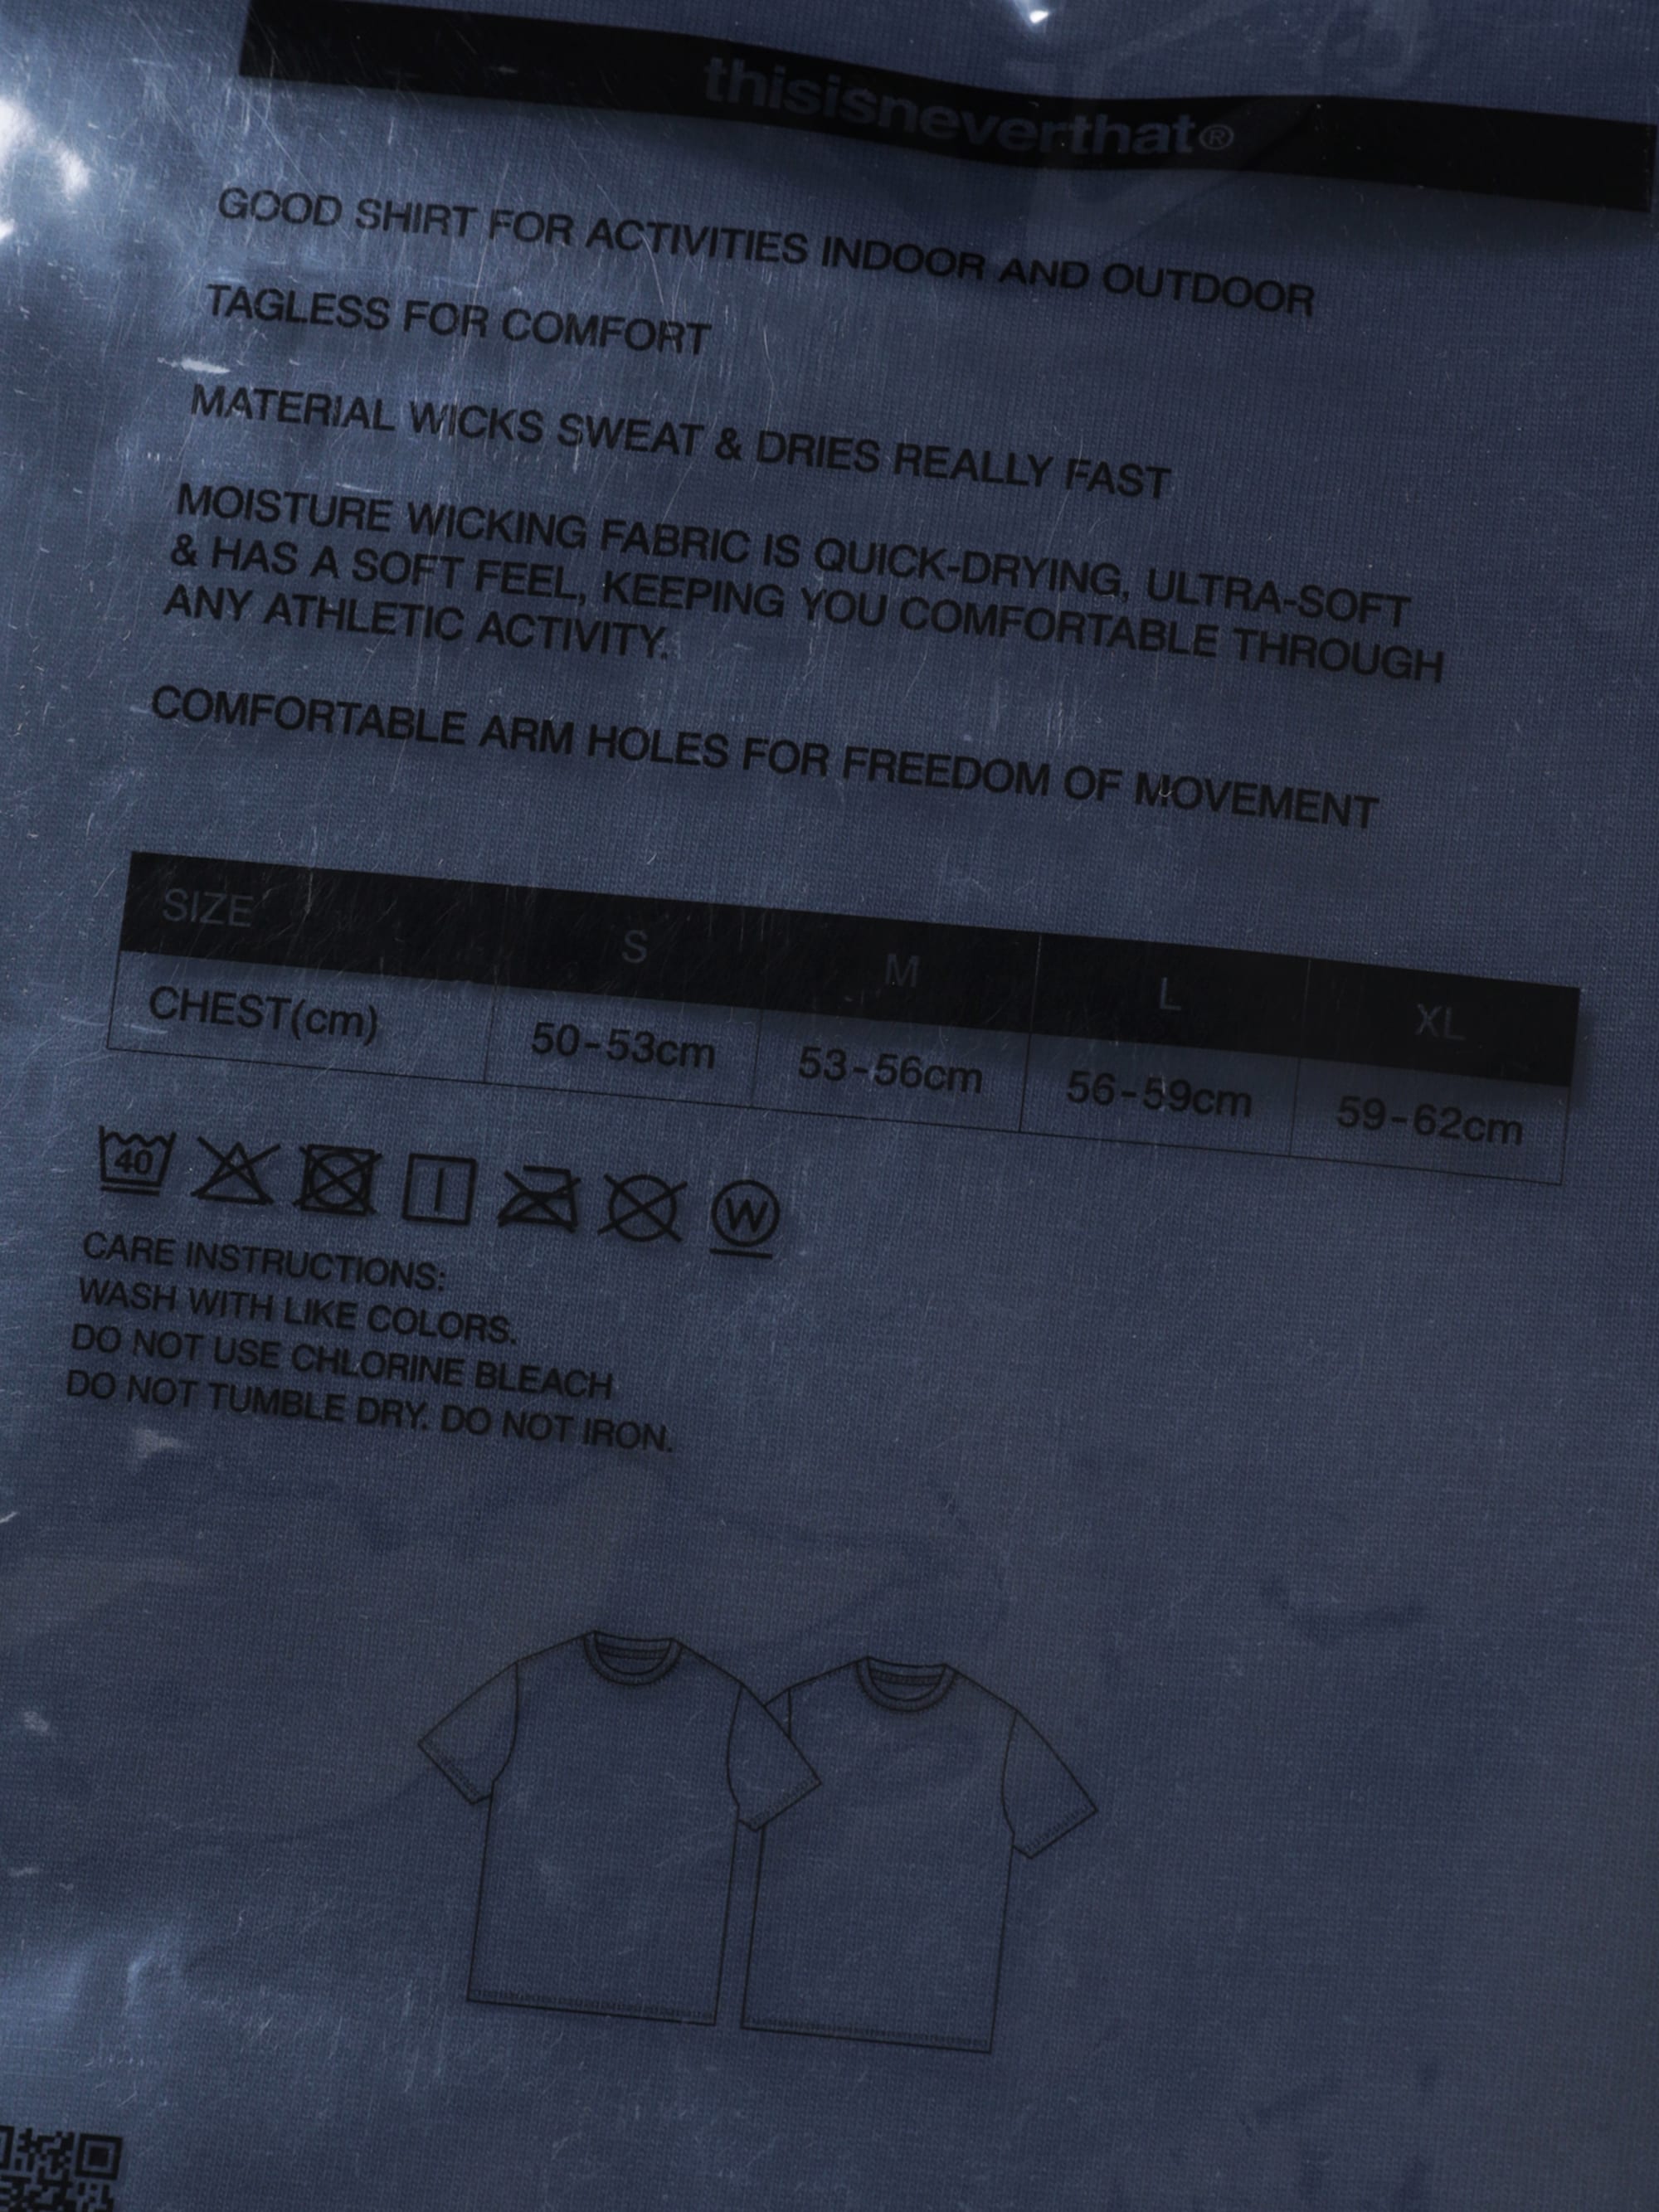 thisisneverthat®
GOOD SHIRT FOR ACTIVITIES INDOOR AND OUTDOOR
TAGLESS FOR COMFORT
MATERIAL WICKS SWEAT & DRIES REALLY FAST
MOISTURE WICKING FABRIC IS QUICK-DRYING, ULTRA-SOFT
& HAS A SOFT FEEL, KEEPING YOU COMFORTABLE THROUGH
ANY ATHLETIC ACTIVITY.
COMFORTABLE ARM HOLES FOR FREEDOM OF MOVEMENT
SIZE S M L XL
CHEST(cm) 50-53cm 53-56cm 56-59cm 59-62cm
40 W
CARE INSTRUCTIONS:
WASH WITH LIKE COLORS.
DO NOT USE CHLORINE BLEACH
DO NOT TUMBLE DRY. DO NOT IRON.